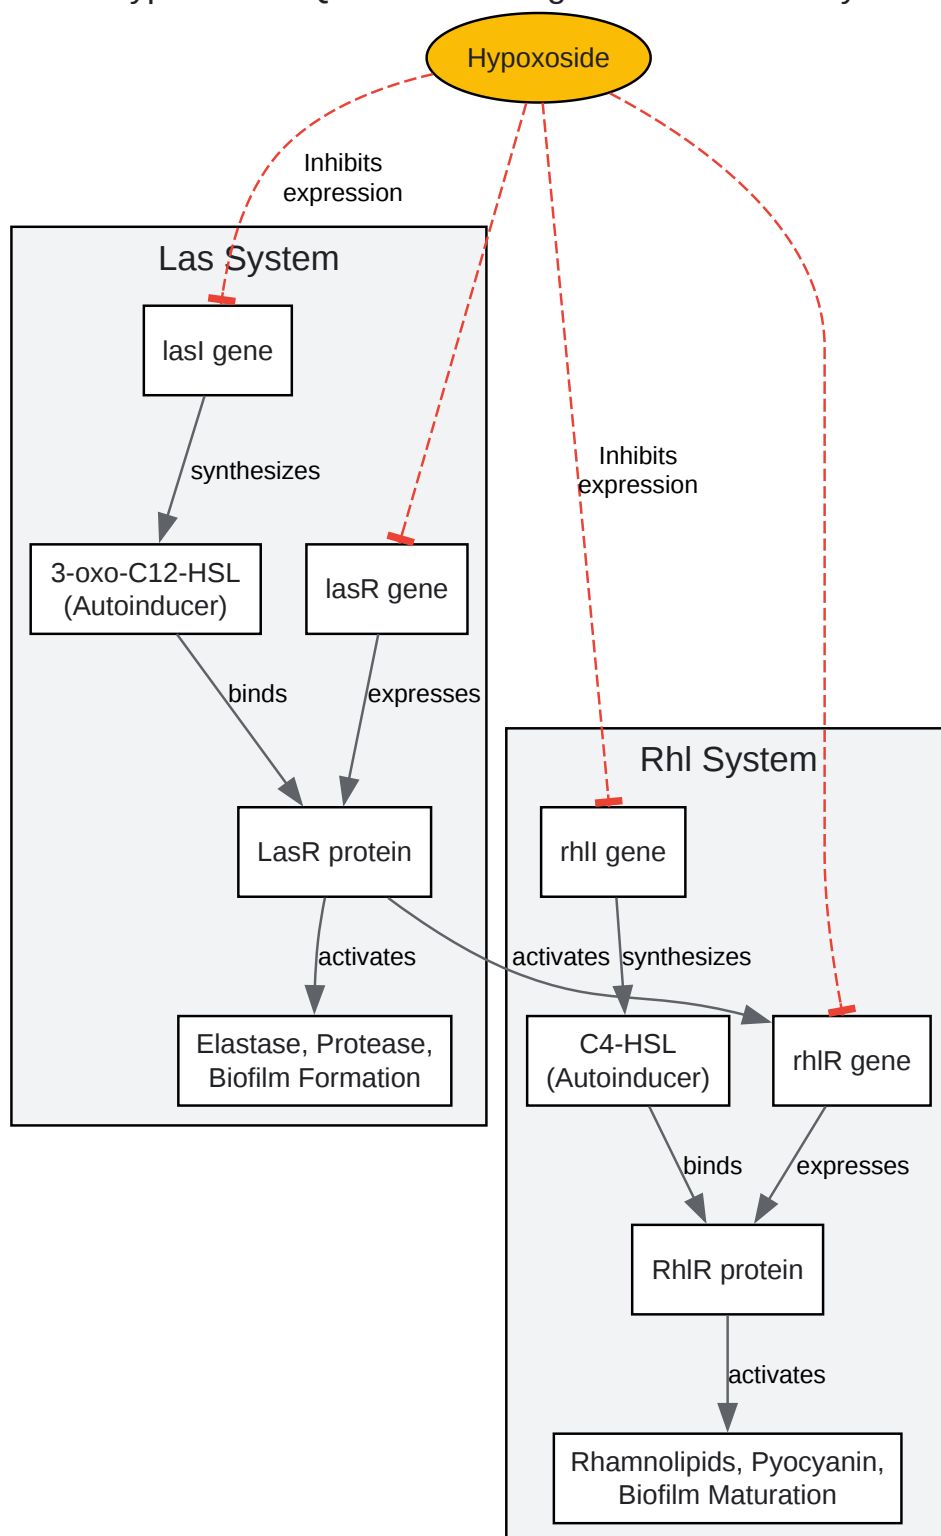 Hypoxoside
Inhibits
expression
Las System
lasI gene
synthesizes
Inhibits
expression
3-oxo-C12-HSL
(Autoinducer)
lasR gene
binds
expresses
Rhl System
LasR protein
rhlI gene
activates
activates
synthesizes
Elastase, Protease,
Biofilm Formation
C4-HSL
(Autoinducer)
rhlR gene
binds
expresses
RhlR protein
activates
Rhamnolipids, Pyocyanin,
Biofilm Maturation